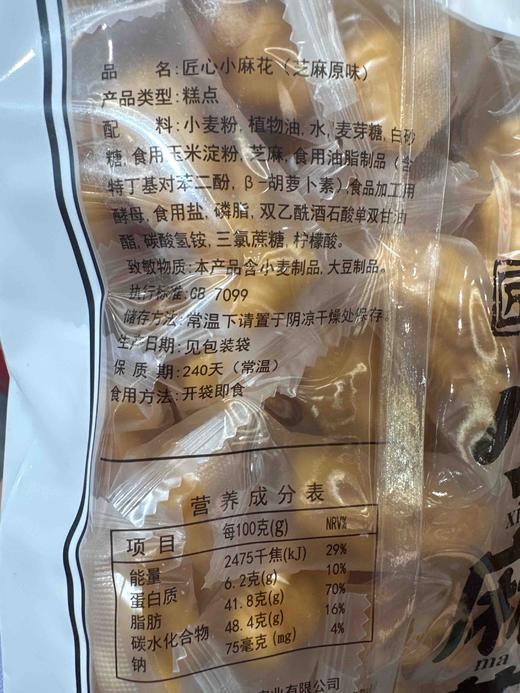 品 名:匠心小麻花(芝麻原味)
产品类型:糕点
配 料:小麦粉,植物油,水,麦芽糖,白砂
糖,食用玉米淀粉,芝麻,食用油脂制品(含
特丁基对苯二酚,β-胡萝卜素),食品加工用
酵母,食用盐,磷脂,双乙酰酒石酸单双甘油
酯,碳酸氢铵,三氯蔗糖,柠檬酸。
致敏物质:本产品含小麦制品,大豆制品。
执行标准:GB 7099
储存方法:常温下请置于阴凉干燥处保存
生产日期:见包装袋
保 质 期:240天(常温)
食用方法:开袋即食
营养成分表
项目 每100克(g) NRV%
能量 2475千焦(kJ) 29%
蛋白质 6.2克(g) 10%
脂肪 41.8克(g) 70%
碳水化合物 48.4克(g) 16%
钠 75毫克(mg) 4%
业有限公司
匠
ma